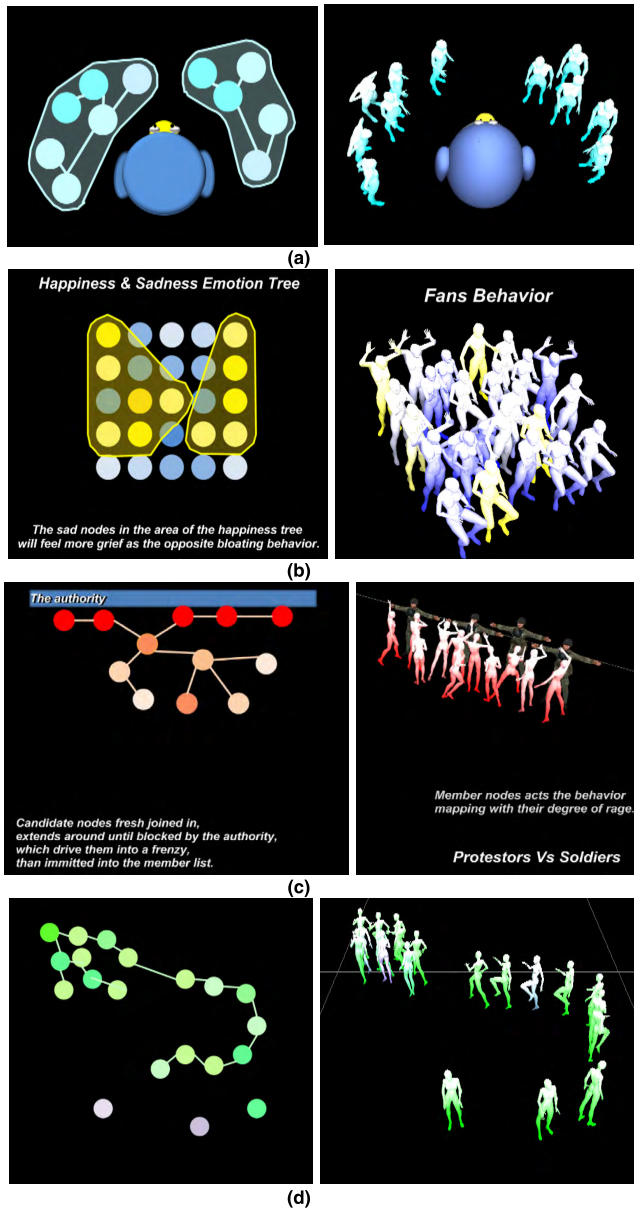 (a)
Happiness & Sadness Emotion Tree
Fans Behavior
The sad nodes in the area of the happiness tree
will feel more grief as the opposite bloating behavior.
(b)
The authority
Candidate nodes fresh joined in,
extends around until blocked by the authority,
which drive them into a frenzy,
than immitted into the member list.
Member nodes acts the behavior
mapping with their degree of rage.
Protestors Vs Soldiers
(c)
(d)